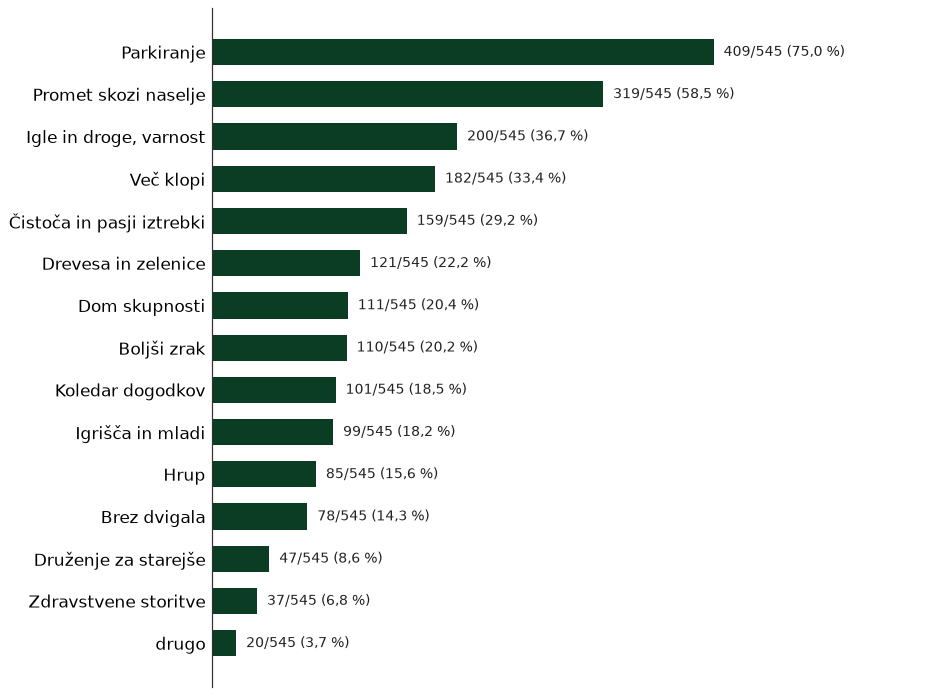 Parkiranje 409/545 (75,0 %)
Promet skozi naselje 319/545 (58,5 %)
Igle in droge, varnost 200/545 (36,7 %)
Več klopi 182/545 (33,4 %)
Čistoča in pasji iztrebki 159/545 (29,2 %)
Drevesa in zelenice 121/545 (22,2 %)
Dom skupnosti 111/545 (20,4 %)
Boljši zrak 110/545 (20,2 %)
Koledar dogodkov 101/545 (18,5 %)
Igrišča in mladi 99/545 (18,2 %)
Hrup 85/545 (15,6 %)
Brez dvigala 78/545 (14,3 %)
Druženje za starejše 47/545 (8,6 %)
Zdravstvene storitve 37/545 (6,8 %)
drugo 20/545 (3,7 %)